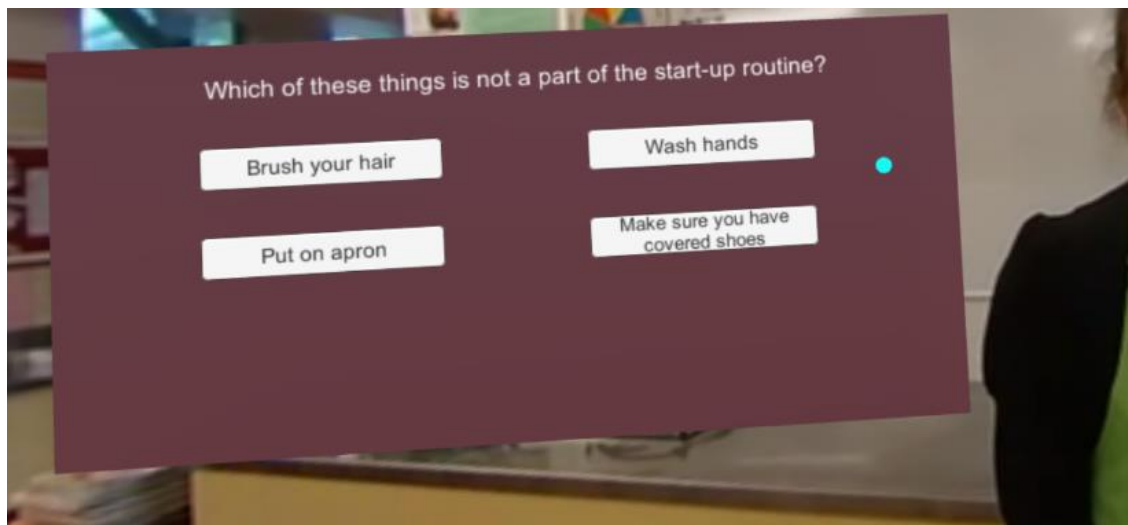 Which of these things is not a part of the start-up routine?
Brush your hair
Wash hands
Put on apron
Make sure you have
covered shoes